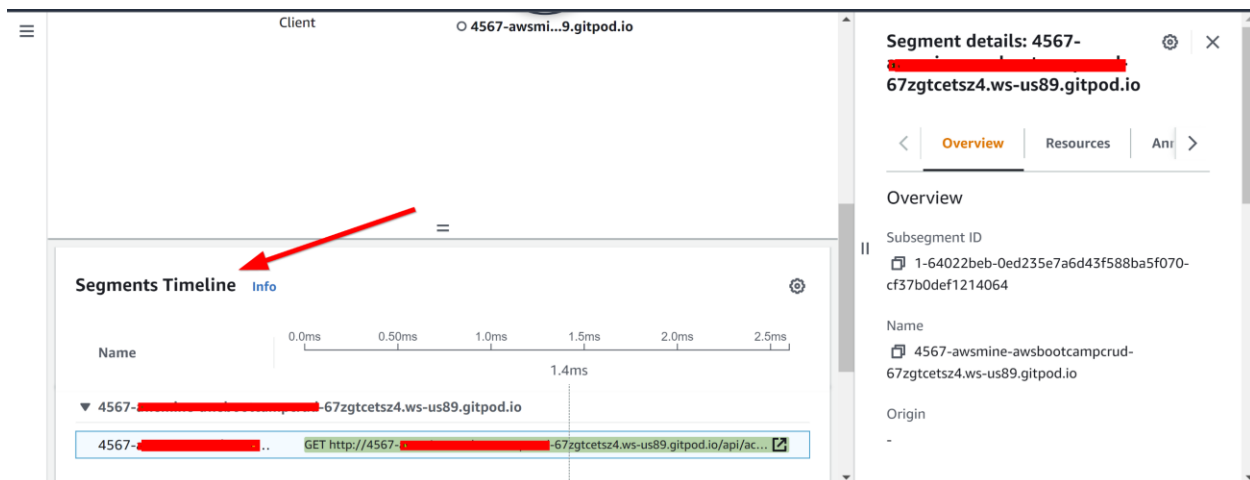 Client
4567-awsmi...9.gitpod.io
Segments Timeline Info
0.0ms 0.50ms 1.0ms 1.5ms 2.0ms 2.5ms
Name
1.4ms
4567- -67zgtcetsz4.ws-us89.gitpod.io
4567- ..
GET http://4567- -67zgtcetsz4.ws-us89.gitpod.io/api/ac...
Segment details: 4567-
67zgtcetsz4.ws-us89.gitpod.io
Overview Resources Ann
Overview
Subsegment ID
1-64022beb-0ed235e7a6d43f588ba5f070-
cf37b0def1214064
Name
4567-awsmine-awsbootcampcrud-
67zgtcetsz4.ws-us89.gitpod.io
Origin
-